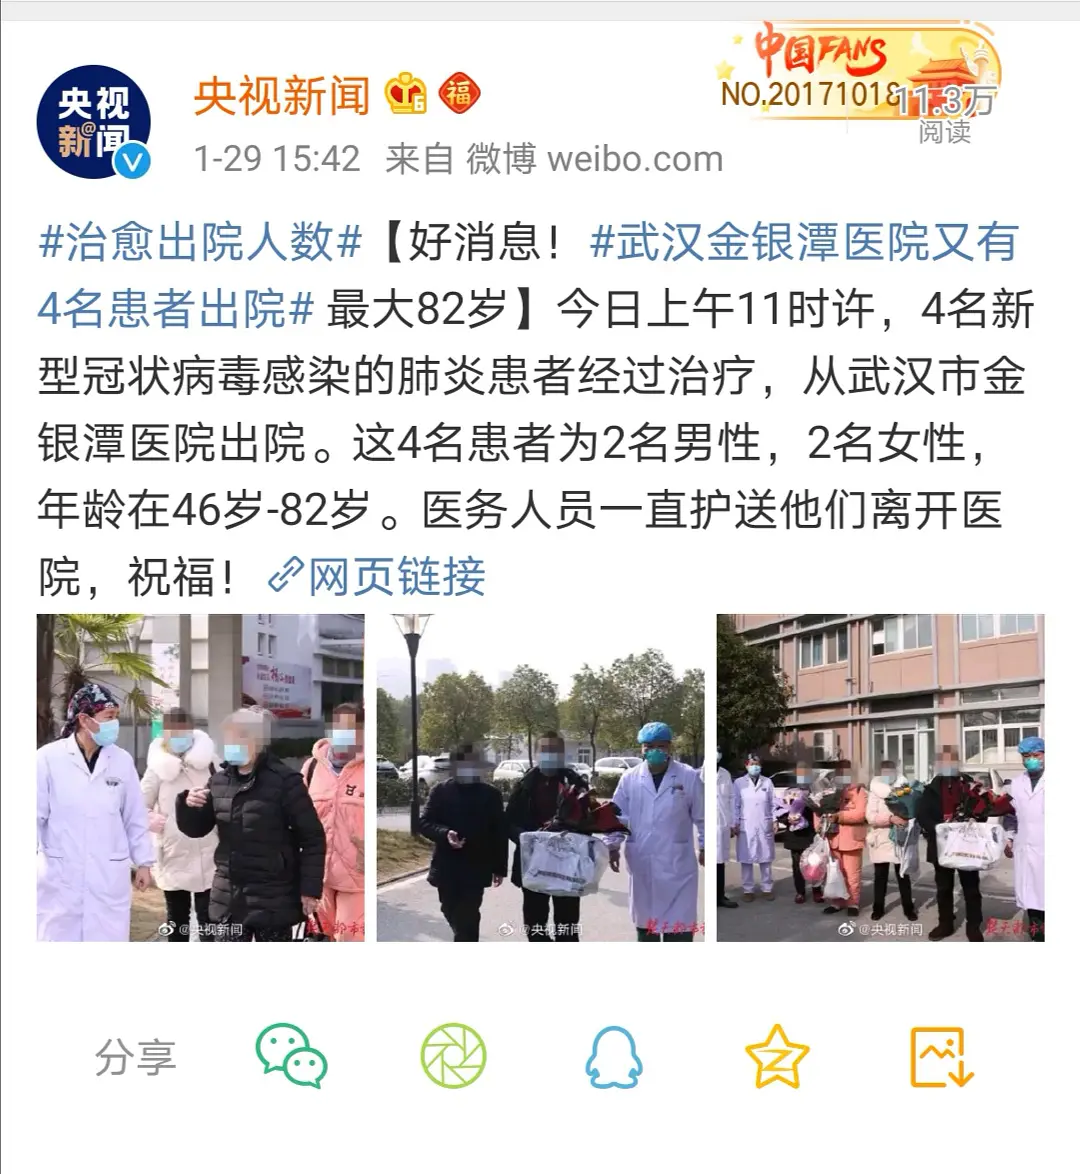 中国FANS
NO.20171018
11.3万
阅读
央视
新@闻
央视新闻
福
1-29 15:42 来自 微博 weibo.com
#治愈出院人数#【好消息！#武汉金银潭医院又有
4名患者出院# 最大82岁】今日上午11时许，4名新
型冠状病毒感染的肺炎患者经过治疗，从武汉市金
银潭医院出院。这4名患者为2名男性，2名女性，
年龄在46岁-82岁。医务人员一直护送他们离开医
院，祝福！ 网页链接
@央视新闻
@央视新闻
@央视新闻
分享